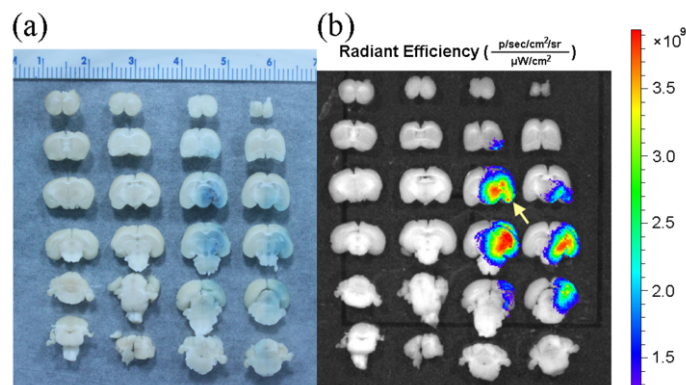 (a)
1 2 3 4 5 6 7
(b)
Radiant Efficiency ( p/sec/cm²/sr
µW/cm² )
×10⁹
3.5
3.0
2.5
2.0
1.5